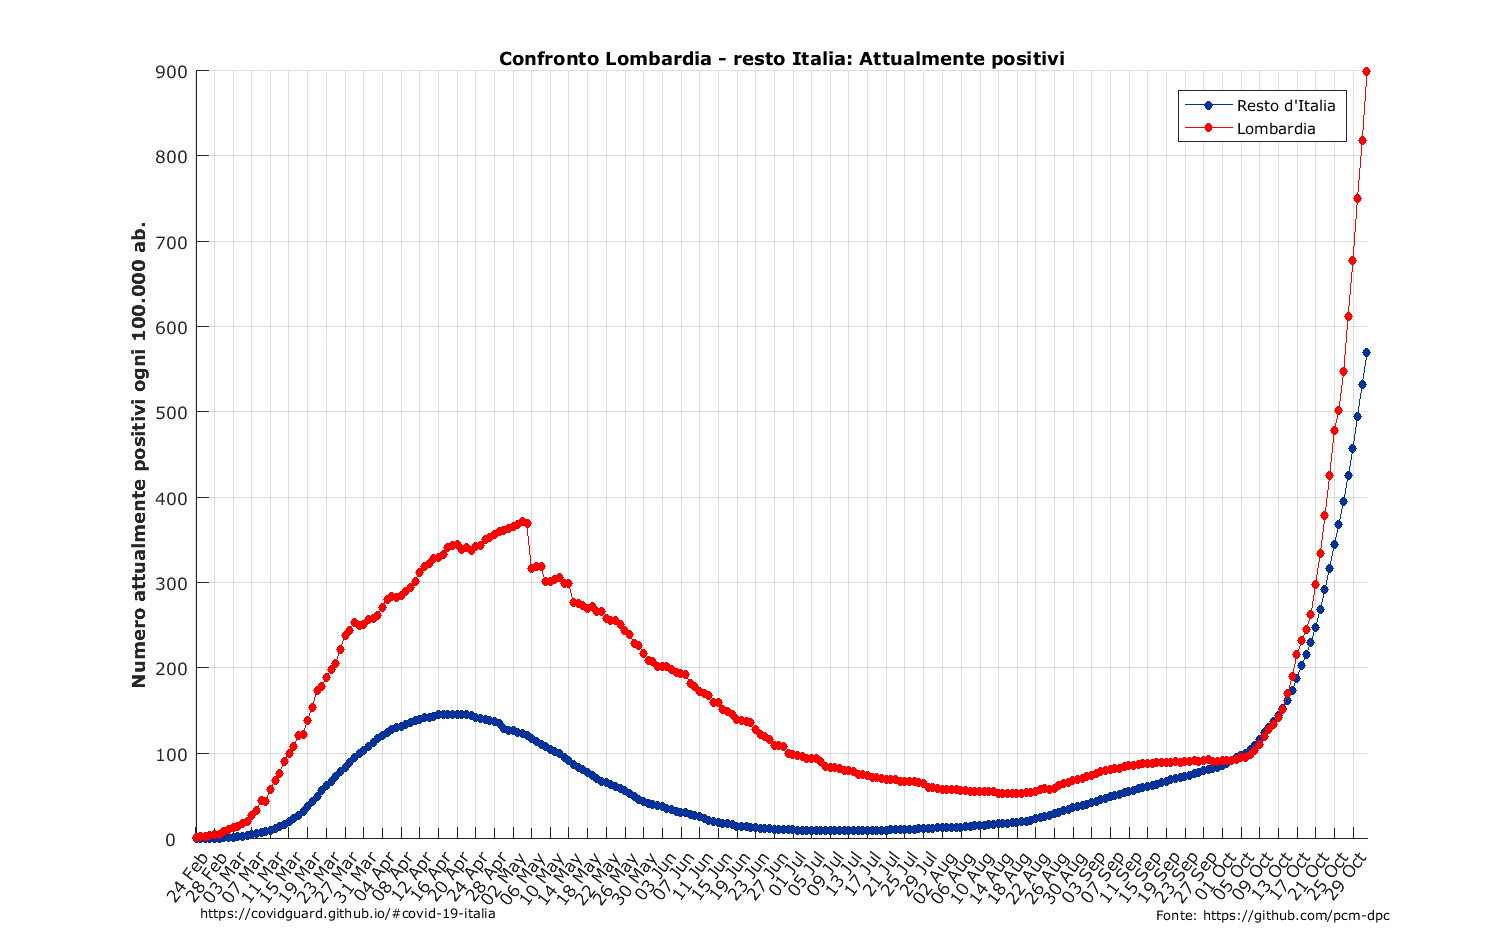 Confronto Lombardia - resto Italia: Attualmente positivi
Numero attualmente positivi ogni 100.000 ab.
900
800
700
600
500
400
300
200
100
0
Resto d'Italia
Lombardia
24 Feb
28 Feb
03 Mar
07 Mar
11 Mar
15 Mar
19 Mar
23 Mar
27 Mar
31 Mar
04 Apr
08 Apr
12 Apr
16 Apr
20 Apr
24 Apr
28 Apr
02 May
06 May
10 May
14 May
18 May
22 May
26 May
30 May
03 Jun
07 Jun
11 Jun
15 Jun
19 Jun
23 Jun
27 Jun
01 Jul
05 Jul
09 Jul
13 Jul
17 Jul
21 Jul
25 Jul
29 Jul
02 Aug
06 Aug
10 Aug
14 Aug
18 Aug
22 Aug
26 Aug
30 Aug
03 Sep
07 Sep
11 Sep
15 Sep
19 Sep
23 Sep
27 Sep
01 Oct
05 Oct
09 Oct
13 Oct
17 Oct
21 Oct
25 Oct
29 Oct
https://covidguard.github.io/#covid-19-italia
Fonte: https://github.com/pcm-dpc